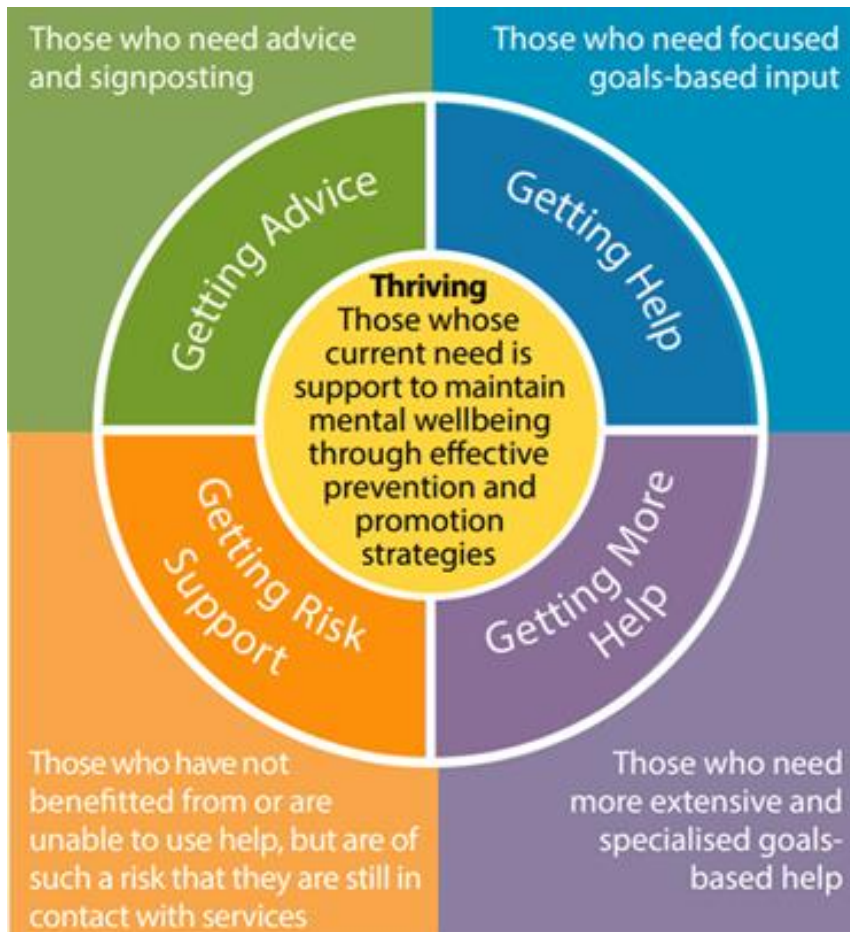 Those who need advice
and signposting
Those who need focused
goals-based input
Getting Advice
Getting Help
Thriving
Those whose
current need is
support to maintain
mental wellbeing
through effective
prevention and
promotion
strategies
Getting Risk
Support
Getting More
Help
Those who have not
benefitted from or are
unable to use help, but are of
such a risk that they are still in
contact with services
Those who need
more extensive and
specialised goals-
based help